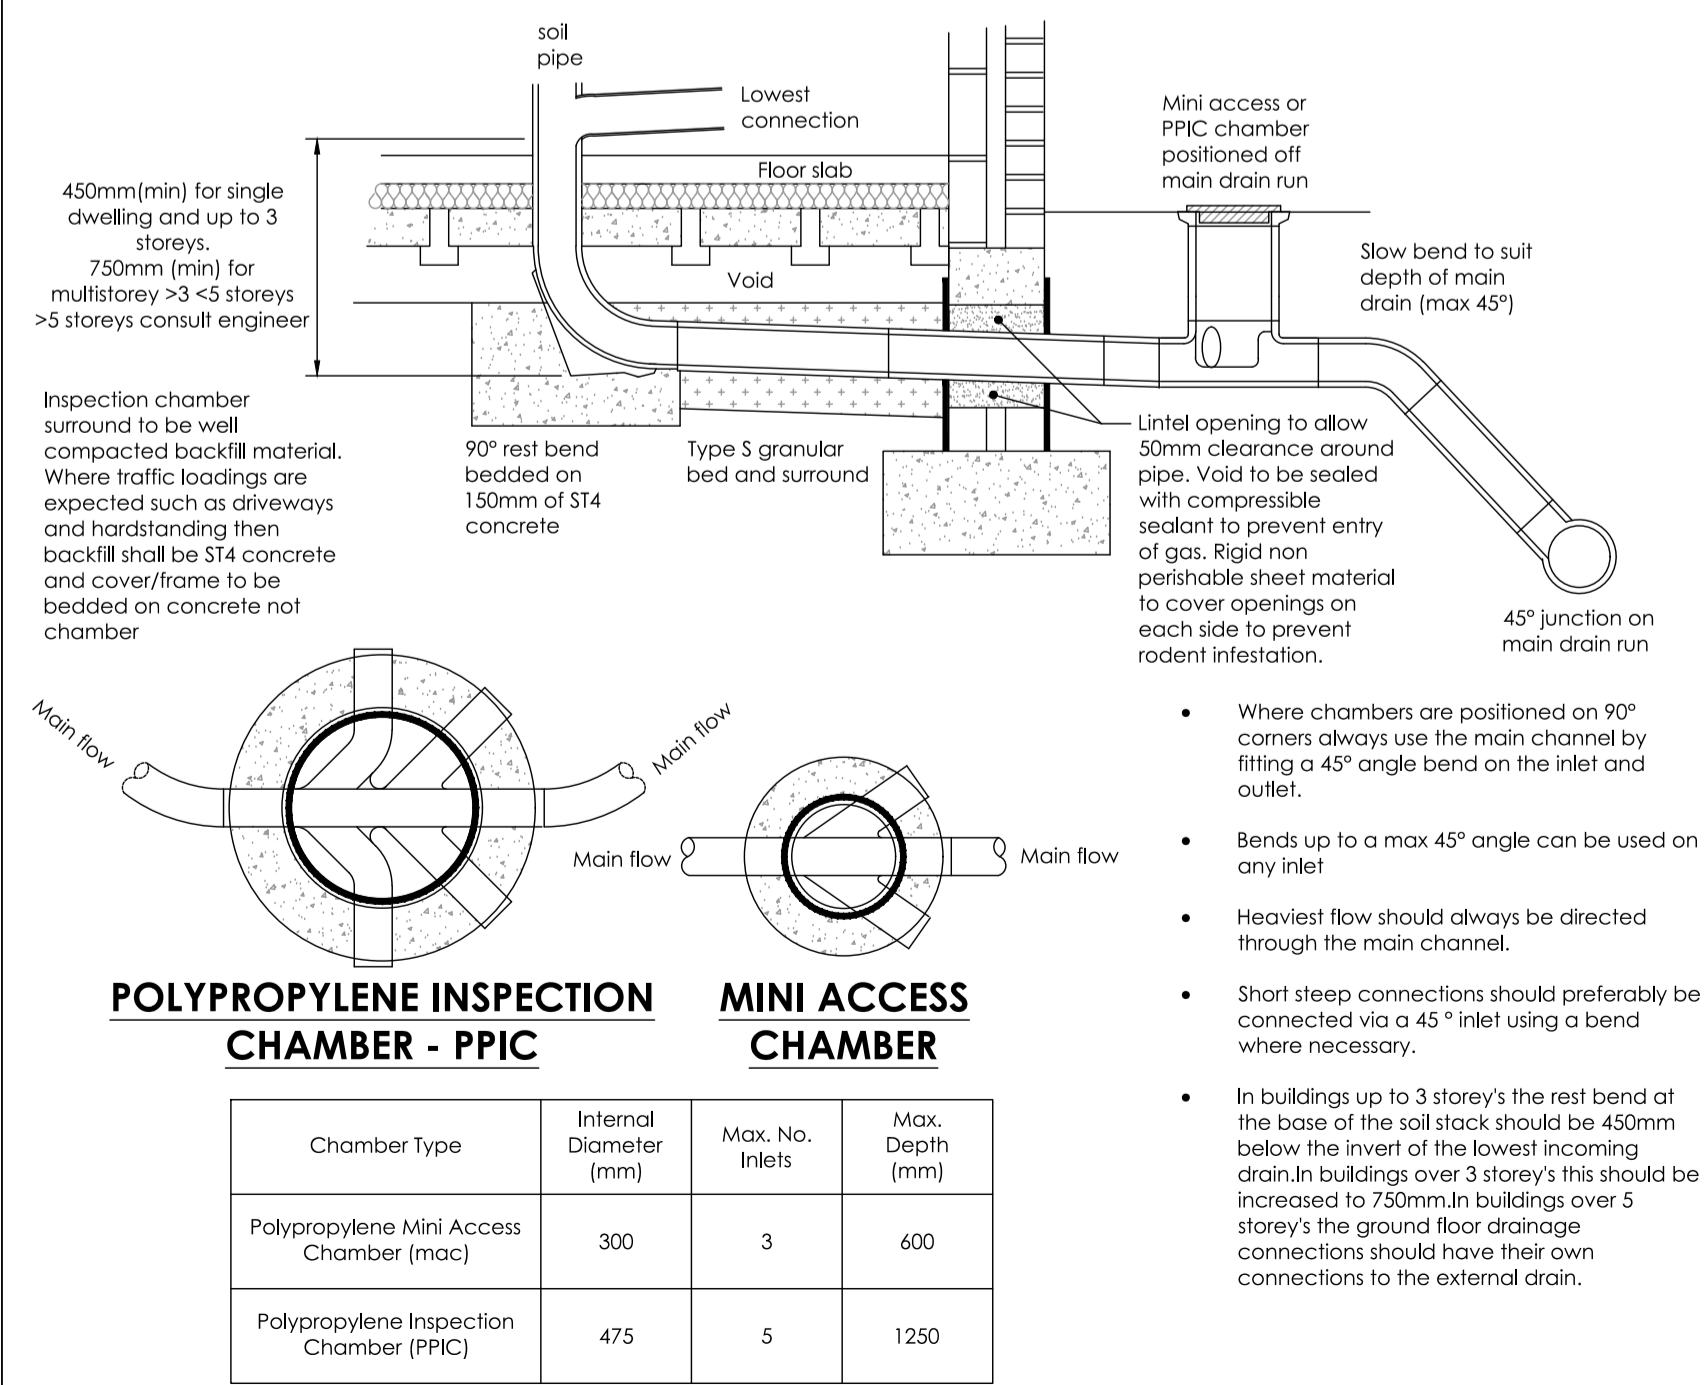 soil
pipe
Lowest
connection
Floor slab
Void
450mm(min) for single
dwelling and up to 3
storeys.
750mm (min) for
multistorey >3 <5 storeys
>5 storeys consult engineer
Mini access or
PPIC chamber
positioned off
main drain run
Slow bend to suit
depth of main
drain (max 45°)
Inspection chamber
surround to be well
compacted backfill material.
Where traffic loadings are
expected such as driveways
and hardstanding then
backfill shall be ST4 concrete
and cover/frame to be
bedded on concrete not
chamber
90° rest bend
bedded on
150mm of ST4
concrete
Type S granular
bed and surround
Lintel opening to allow
50mm clearance around
pipe. Void to be sealed
with compressible
sealant to prevent entry
of gas. Rigid non
perishable sheet material
to cover openings on
each side to prevent
rodent infestation.
45° junction on
main drain run
Main flow
Main flow
Main flow
Main flow
POLYPROPYLENE INSPECTION
CHAMBER - PPIC
MINI ACCESS
CHAMBER
• Where chambers are positioned on 90°
corners always use the main channel by
fitting a 45° angle bend on the inlet and
outlet.
• Bends up to a max 45° angle can be used on
any inlet
• Heaviest flow should always be directed
through the main channel.
• Short steep connections should preferably be
connected via a 45 ° inlet using a bend
where necessary.
• In buildings up to 3 storey's the rest bend at
the base of the soil stack should be 450mm
below the invert of the lowest incoming
drain.In buildings over 3 storey's this should be
increased to 750mm.In buildings over 5
storey's the ground floor drainage
connections should have their own
connections to the external drain.
Chamber Type
Internal
Diameter
(mm)
Max. No.
Inlets
Max.
Depth
(mm)
Polypropylene Mini Access
Chamber (mac)
300
3
600
Polypropylene Inspection
Chamber (PPIC)
475
5
1250